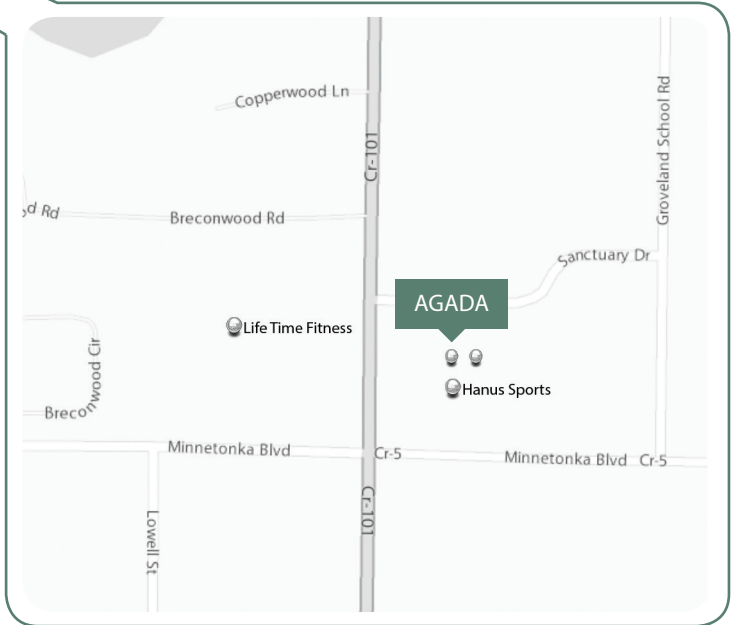 Copperwood Ln
Cr-101
Groveland School Rd
d Rd
Breconwood Rd
Sanctuary Dr
AGADA
Life Time Fitness
Breconwood Cir
Hanus Sports
Minnetonka Blvd
Cr-5
Minnetonka Blvd
Cr-5
Cr-101
Lowell St